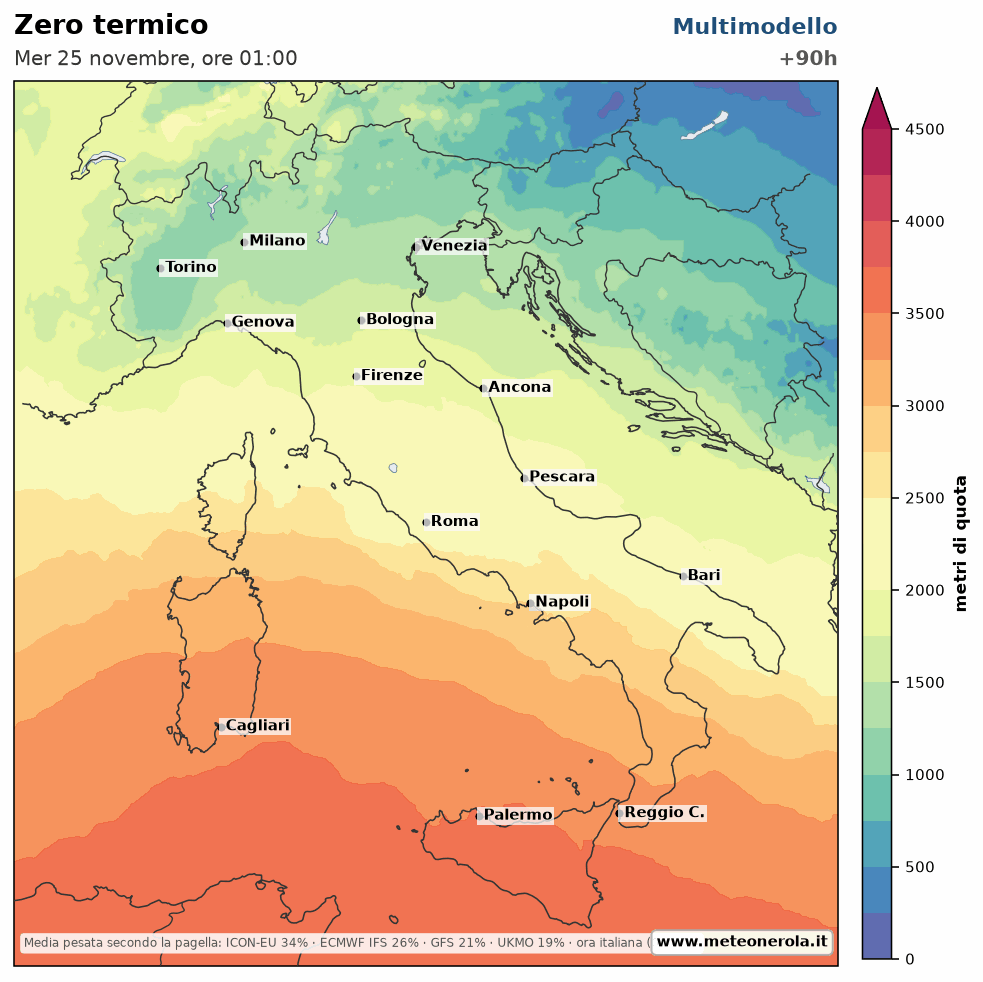 Zero termico
Multimodello
Mer 25 novembre, ore 01:00
+90h
4500
4000
3500
3000
2500
2000
1500
1000
500
0
metri di quota
Milano
Venezia
Torino
Genova
Bologna
Firenze
Ancona
Pescara
Roma
Bari
Napoli
Cagliari
Palermo
Reggio C.
Media pesata secondo la pagella: ICON-EU 34% · ECMWF IFS 26% · GFS 21% · UKMO 19% · ora italiana (
www.meteonerola.it